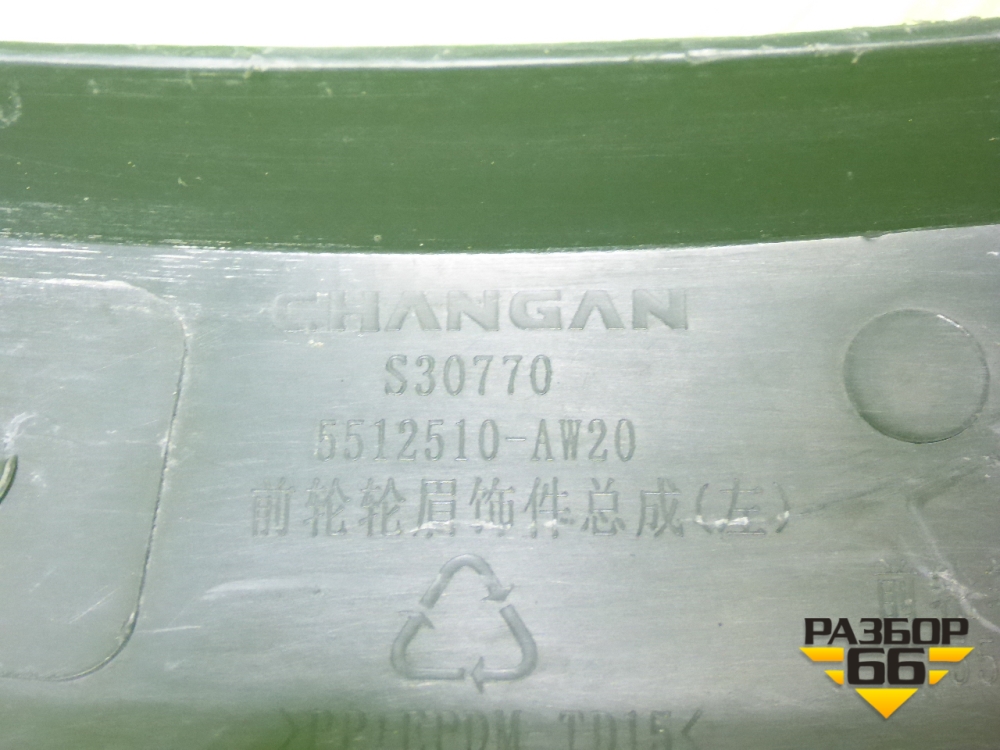 CHANGAN
S30770
5512510-AW20
前轮轮眉饰件总成(左)
>PP+EPDM-TD15<
РАЗБОР
66